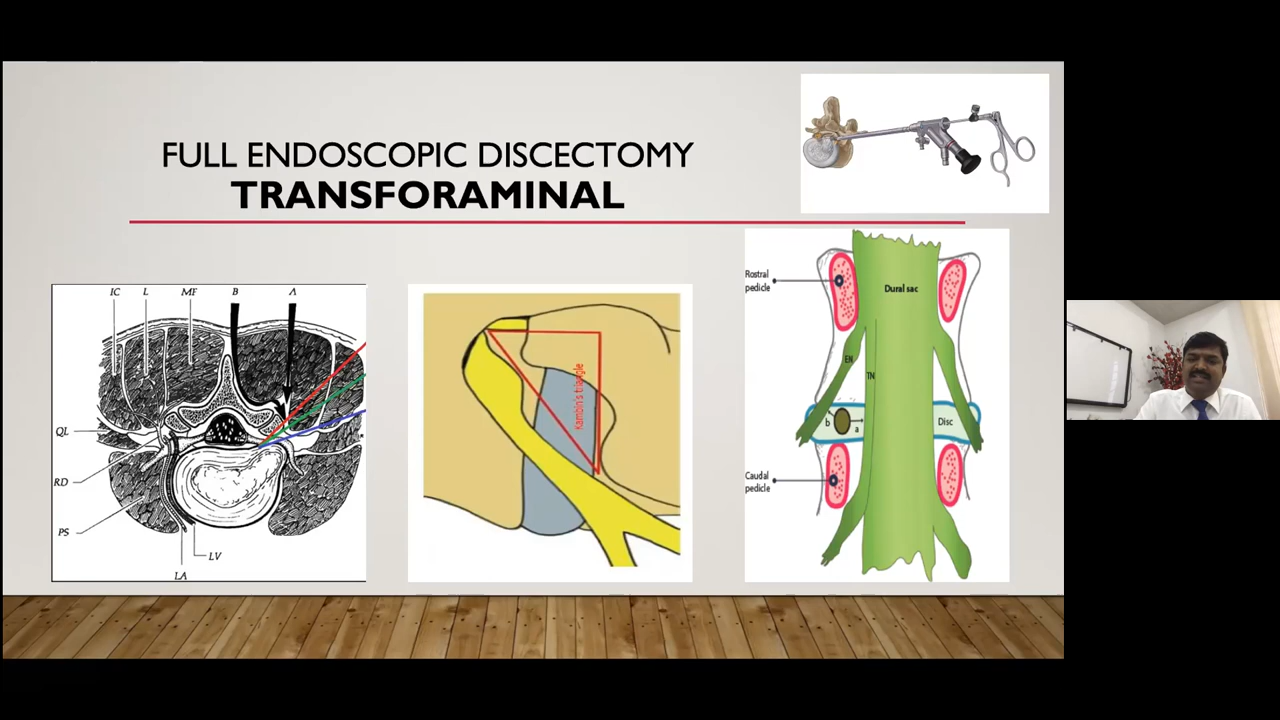 FULL ENDOSCOPIC DISCECTOMY
TRANSFORAMINAL
IC L MF B A
QL
RD
PS
LV
LA
Kambin's triangle
Rostral
pedicle
Dural sac
EN
TN
b
a
Disc
Caudal
pedicle